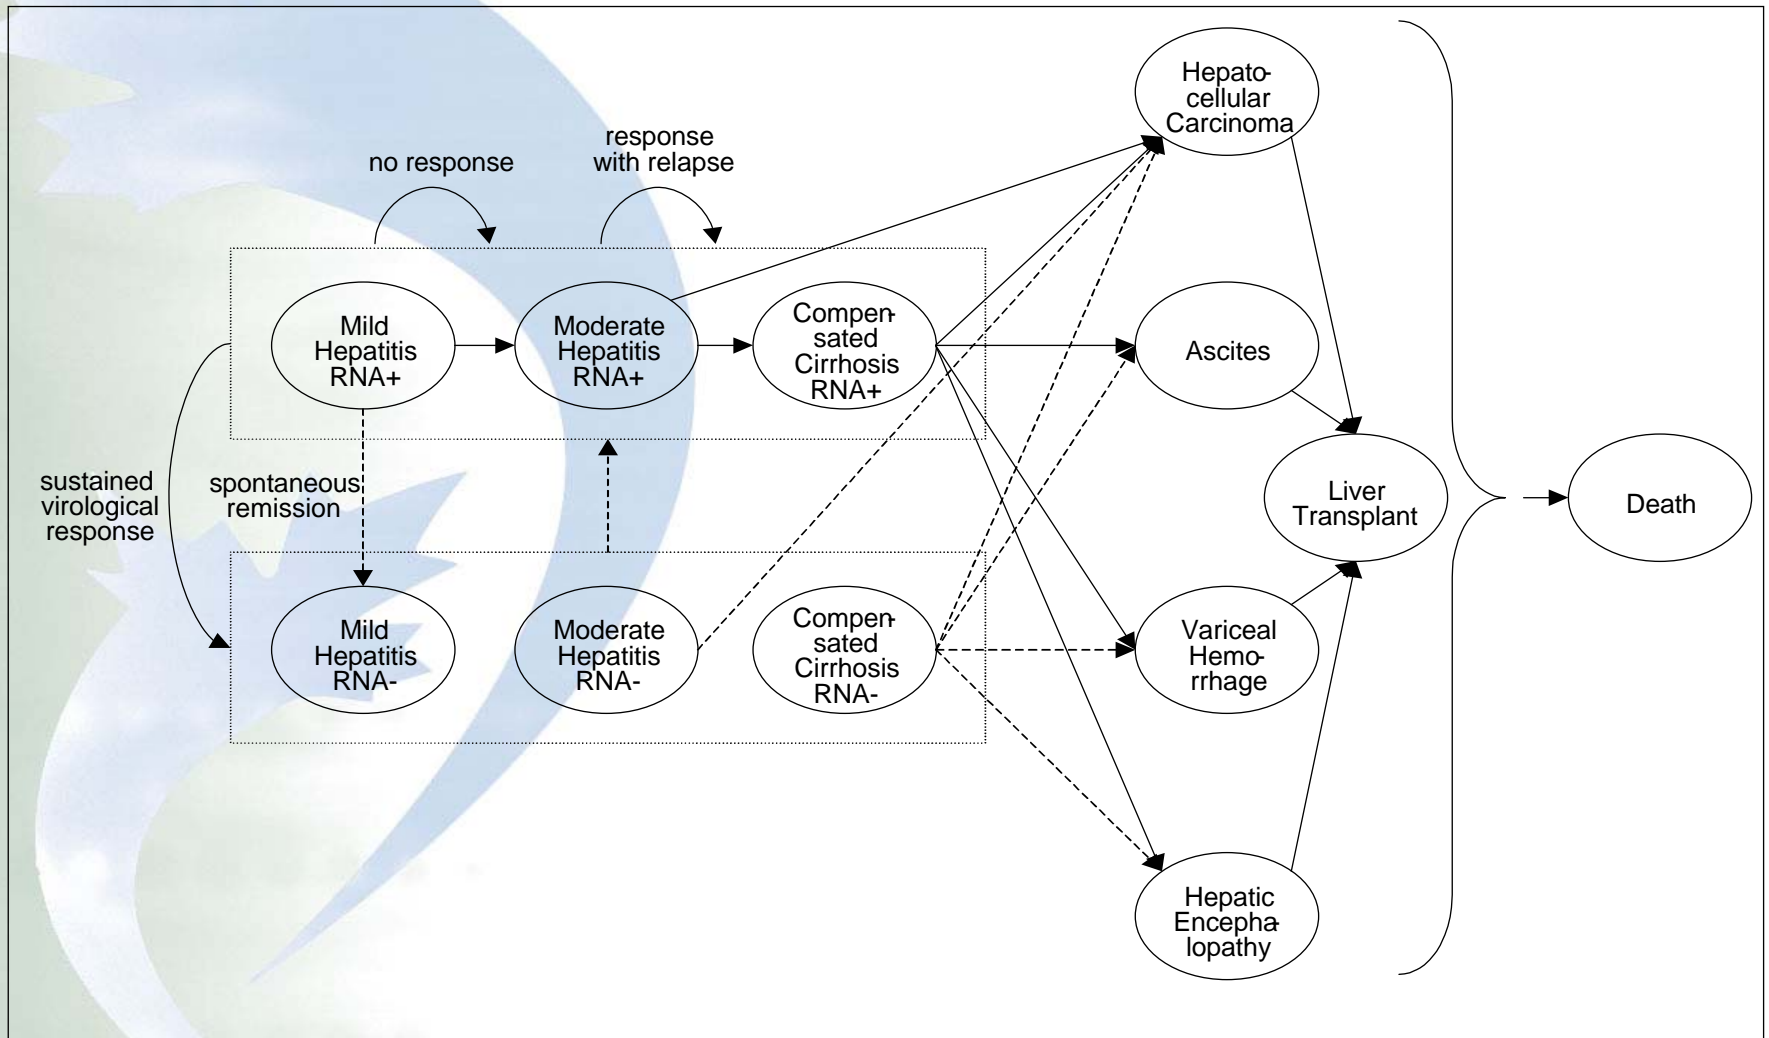 Hepato-
cellular
Carcinoma
response
with relapse
no response
Mild
Hepatitis
RNA+
Moderate
Hepatitis
RNA+
Compen-
sated
Cirrhosis
RNA+
Ascites
sustained
virological
response
spontaneous
remission
Liver
Transplant
Death
Mild
Hepatitis
RNA-
Moderate
Hepatitis
RNA-
Compen-
sated
Cirrhosis
RNA-
Variceal
Hemo-
rrhage
Hepatic
Encepha-
lopathy